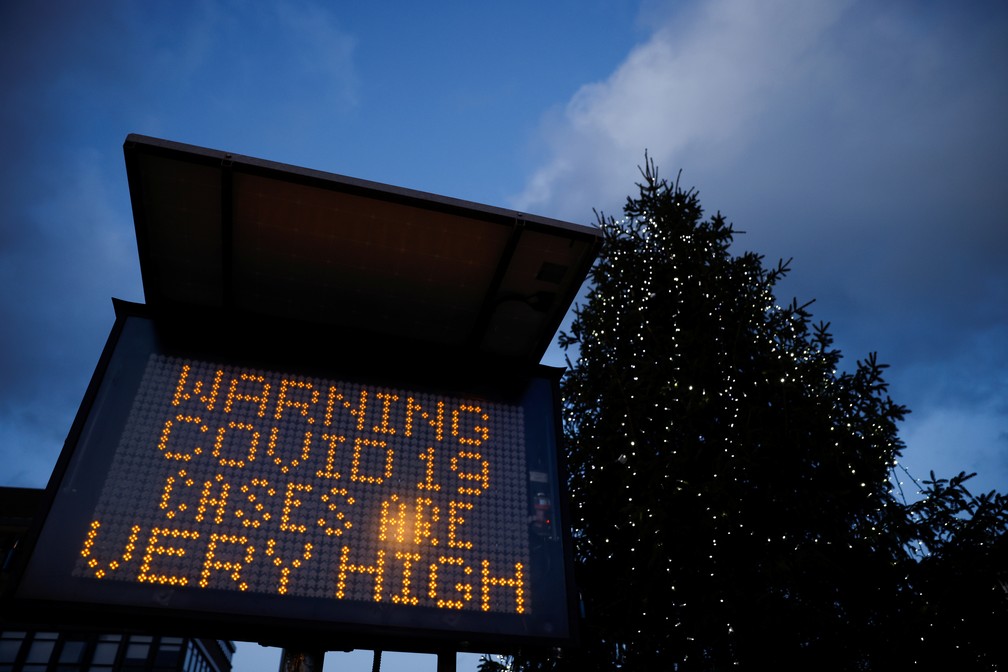 WARNING
COVID 19
CASES ARE
VERY HIGH